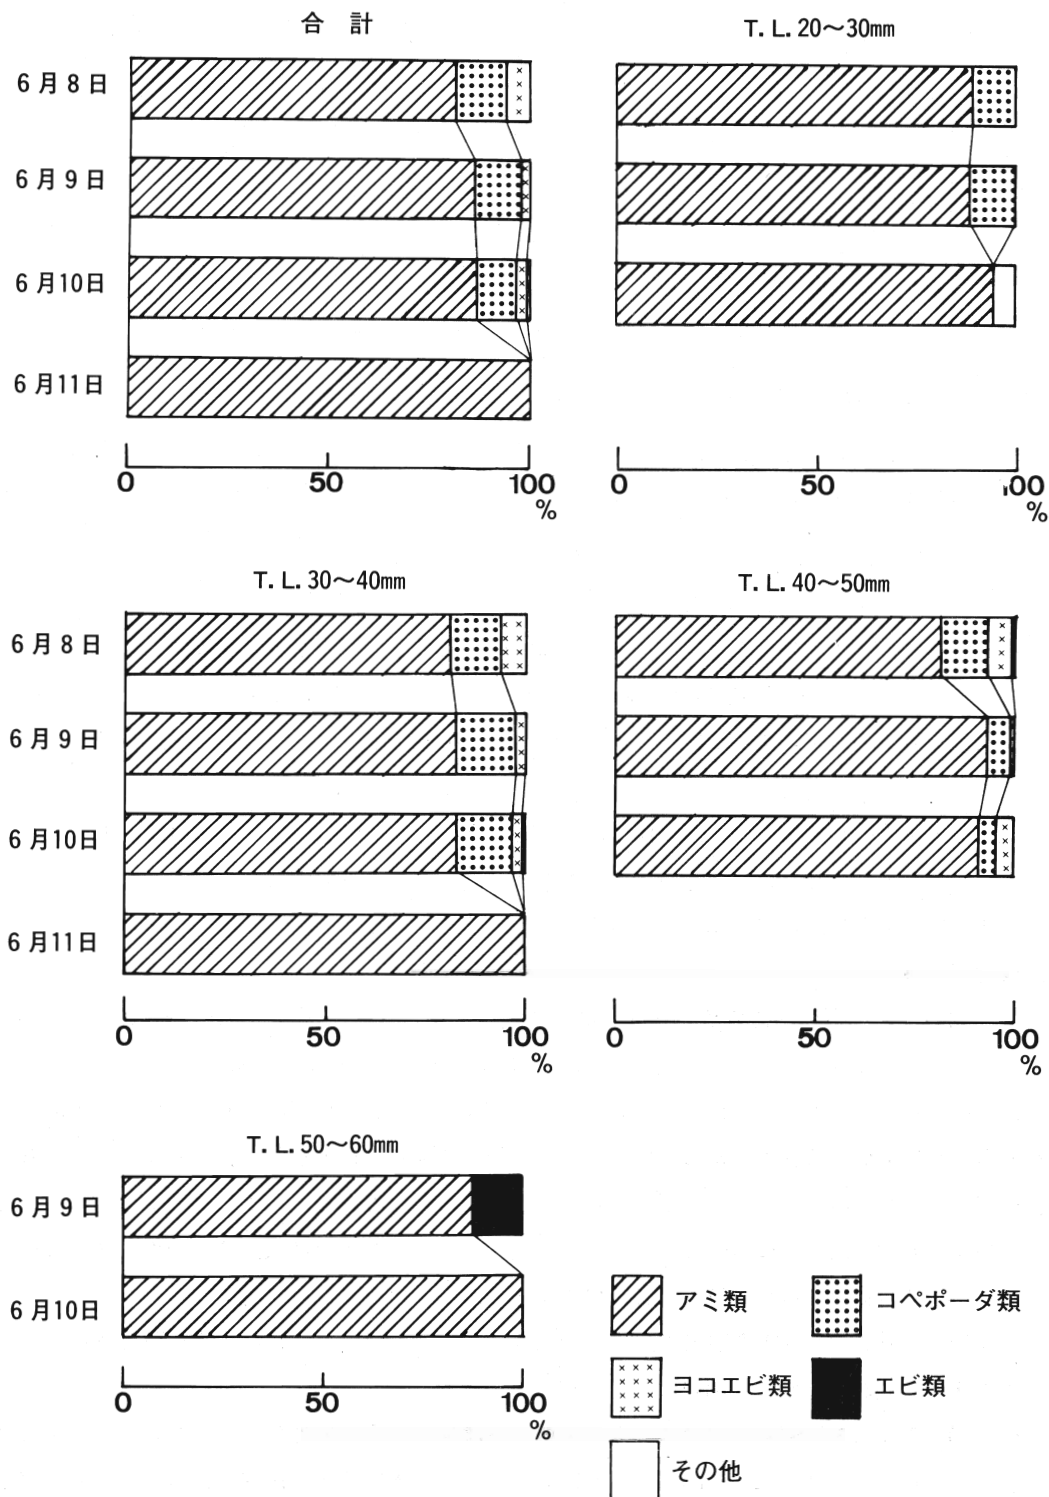 合 計
6月8日
6月9日
6月10日
6月11日
0 50 100
%
T. L. 20～30mm
0 50 100
%
T. L. 30～40mm
6月8日
6月9日
6月10日
6月11日
0 50 100
%
T. L. 40～50mm
0 50 100
%
T. L. 50～60mm
6月9日
6月10日
0 50 100
%
アミ類 コペポーダ類
ヨコエビ類 エビ類
その他